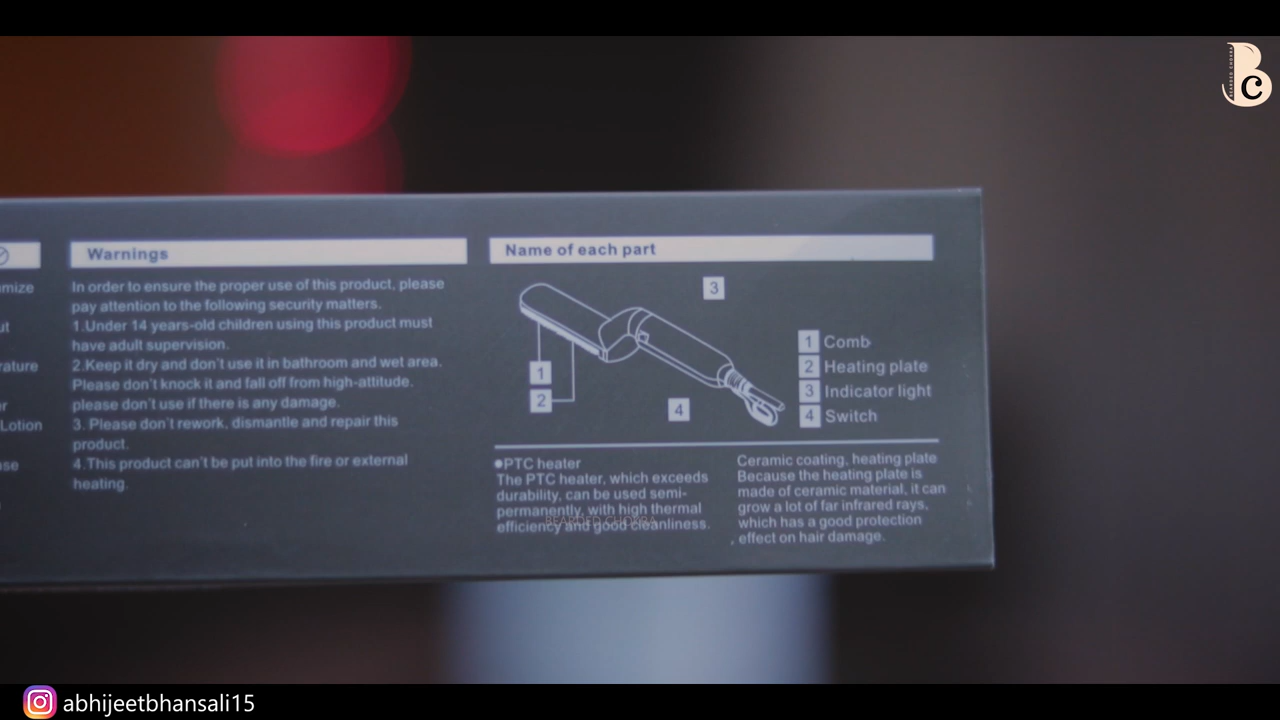 BEARDED CHOKRA
B
C
Warnings
In order to ensure the proper use of this product, please
pay attention to the following security matters.
1.Under 14 years-old children using this product must
have adult supervision.
2.Keep it dry and don't use it in bathroom and wet area.
Please don't knock it and fall off from high-attitude.
please don't use if there is any damage.
3. Please don't rework, dismantle and repair this
product.
4.This product can't be put into the fire or external
heating.
Name of each part
3
1
2
4
1 Comb
2 Heating plate
3 Indicator light
4 Switch
●PTC heater
The PTC heater, which exceeds
durability, can be used semi-
permanently, with high thermal
efficiency and good cleanliness.
BEARDED CHOKRA
Ceramic coating, heating plate
Because the heating plate is
made of ceramic material, it can
grow a lot of far infrared rays,
which has a good protection
effect on hair damage.
Lotion
abhijeetbhansali15